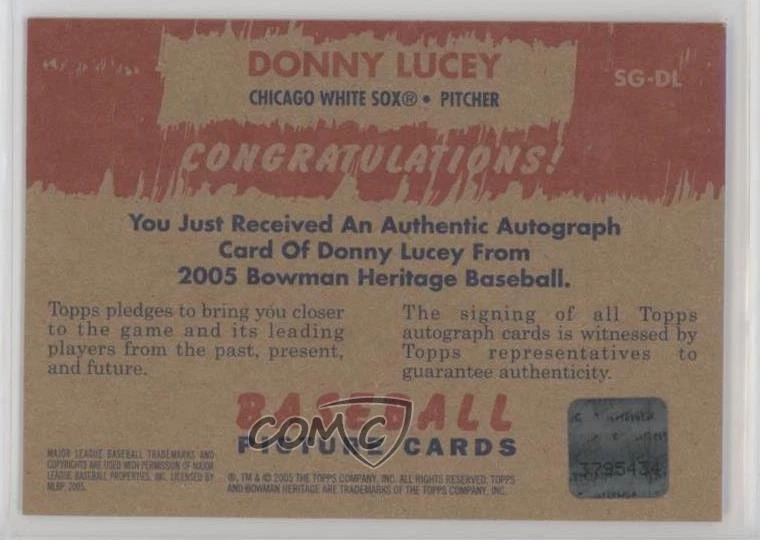 DONNY LUCEY
CHICAGO WHITE SOX® • PITCHER
SG-DL
CONGRATULATIONS!
You Just Received An Authentic Autograph
Card Of Donny Lucey From
2005 Bowman Heritage Baseball.
Topps pledges to bring you closer
to the game and its leading
players from the past, present,
and future.
The signing of all Topps
autograph cards is witnessed by
Topps representatives to
guarantee authenticity.
BASEBALL
COMC
PICTURE CARDS
MAJOR LEAGUE BASEBALL TRADEMARKS AND
COPYRIGHTS ARE USED WITH PERMISSION OF MAJOR
LEAGUE BASEBALL PROPERTIES, INC. LICENSED BY
MLBP, 2005.
®, TM & © 2005 THE TOPPS COMPANY, INC. ALL RIGHTS RESERVED. TOPPS
AND BOWMAN HERITAGE ARE TRADEMARKS OF THE TOPPS COMPANY, INC.
3795434